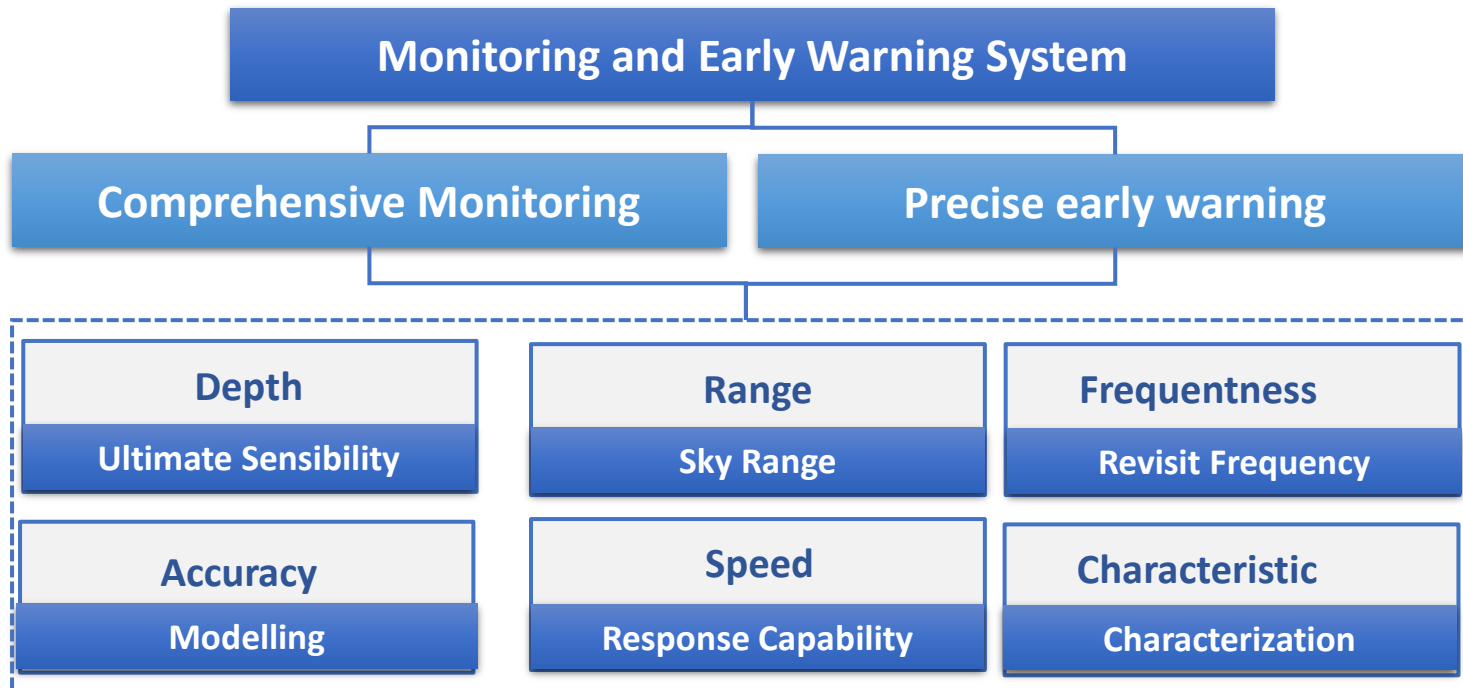 Monitoring and Early Warning System
Comprehensive Monitoring
Precise early warning
Depth
Ultimate Sensibility
Range
Sky Range
Frequentness
Revisit Frequency
Accuracy
Modelling
Speed
Response Capability
Characteristic
Characterization